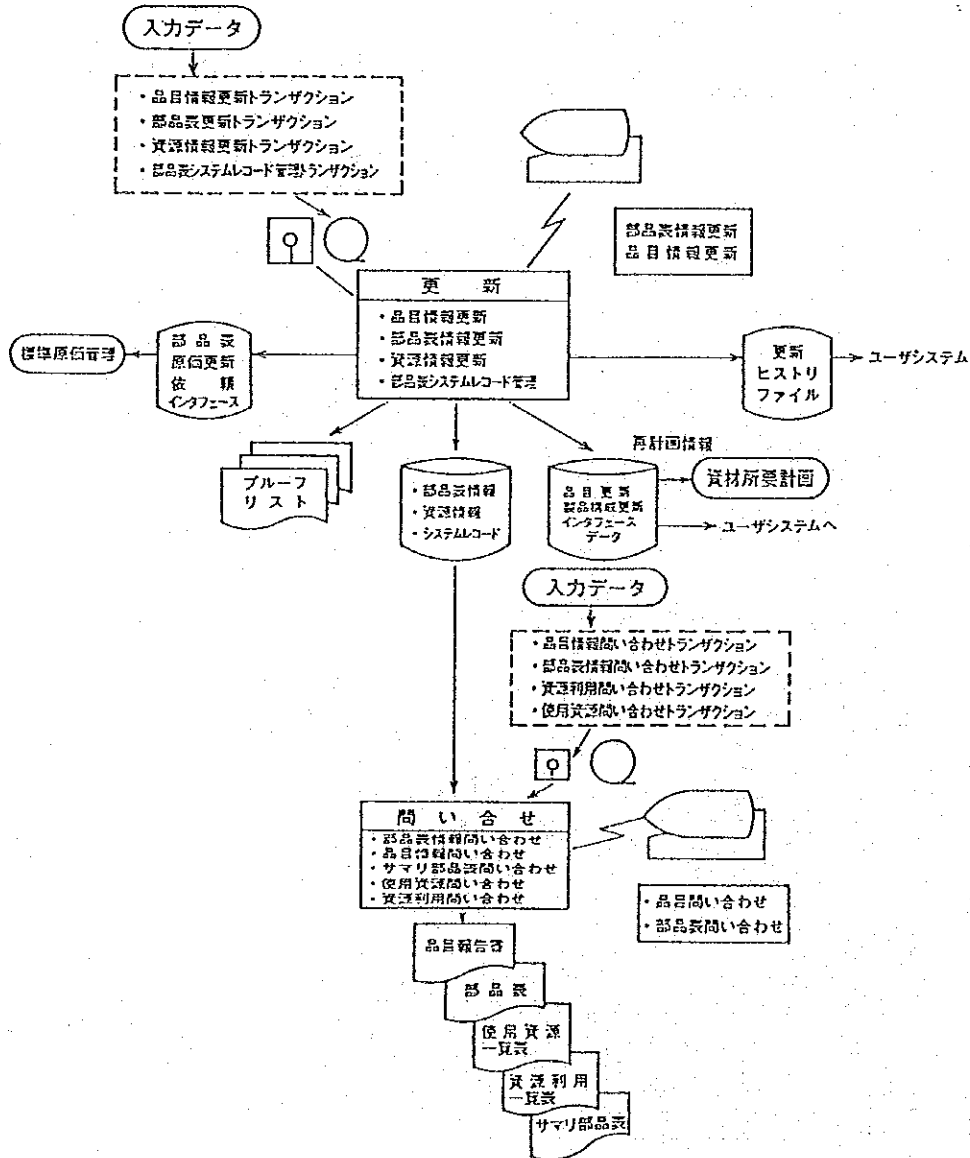 入力データ
・品目情報更新トランザクション
・部品表更新トランザクション
・資源情報更新トランザクション
・部品表システムレコード管理トランザクション
部品表情報更新
品目情報更新
更新
・品目情報更新
・部品表情報更新
・資源情報更新
・部品表システムレコード管理
標準原価管理
部品表
原価更新
依頼
インタフェース
更新
ヒストリ
ファイル
ユーザシステム
プルーフ
リスト
・部品表情報
・資源情報
・システムレコード
再計画情報
品目更新
製品構成更新
インタフェース
データ
資材所要計画
ユーザシステムへ
入力データ
・品目情報問い合わせトランザクション
・部品表情報問い合わせトランザクション
・資源利用問い合わせトランザクション
・使用資源問い合わせトランザクション
問い合せ
・部品表情報問い合わせ
・品目情報問い合わせ
・サマリ部品表問い合わせ
・使用資源問い合わせ
・資源利用問い合わせ
・品目問い合わせ
・部品表問い合わせ
品目報告書
部品表
使用資源
一覧表
資源利用
一覧表
サマリ部品表